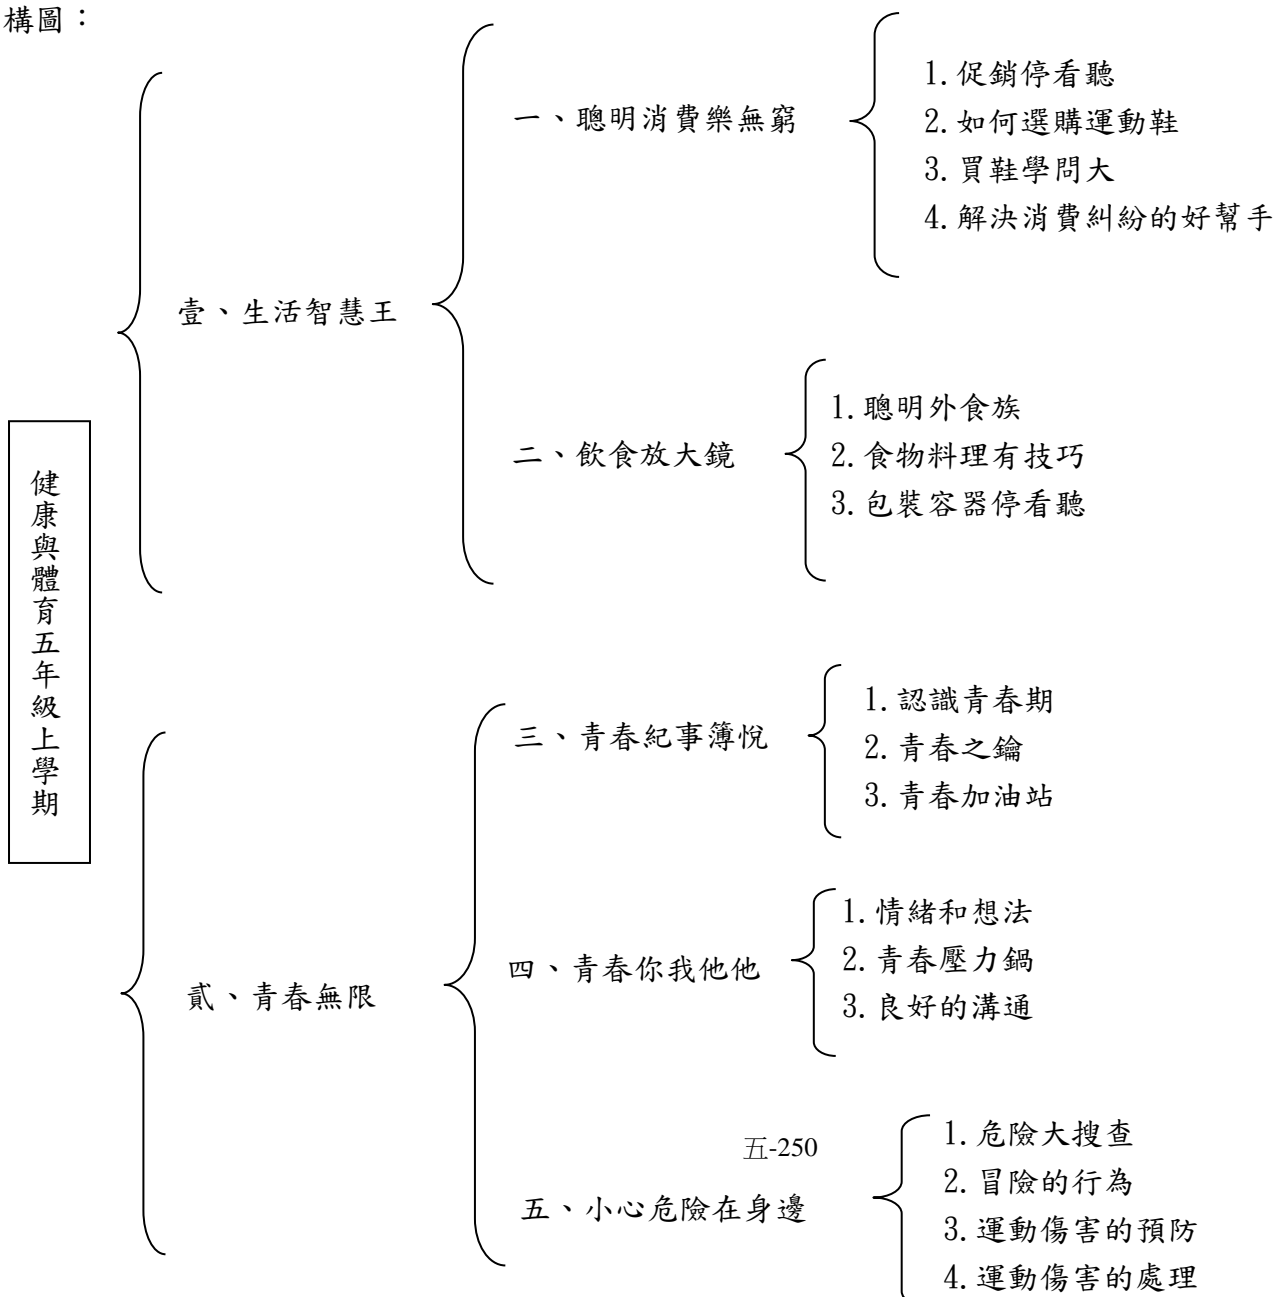 構圖：
健康與體育五年級上學期
壹、生活智慧王
一、聰明消費樂無窮
1.促銷停看聽
2.如何選購運動鞋
3.買鞋學問大
4.解決消費糾紛的好幫手
二、飲食放大鏡
1.聰明外食族
2.食物料理有技巧
3.包裝容器停看聽
貳、青春無限
三、青春紀事簿悅
1.認識青春期
2.青春之鑰
3.青春加油站
四、青春你我他他
1.情緒和想法
2.青春壓力鍋
3.良好的溝通
五-250
五、小心危險在身邊
1.危險大搜查
2.冒險的行為
3.運動傷害的預防
4.運動傷害的處理